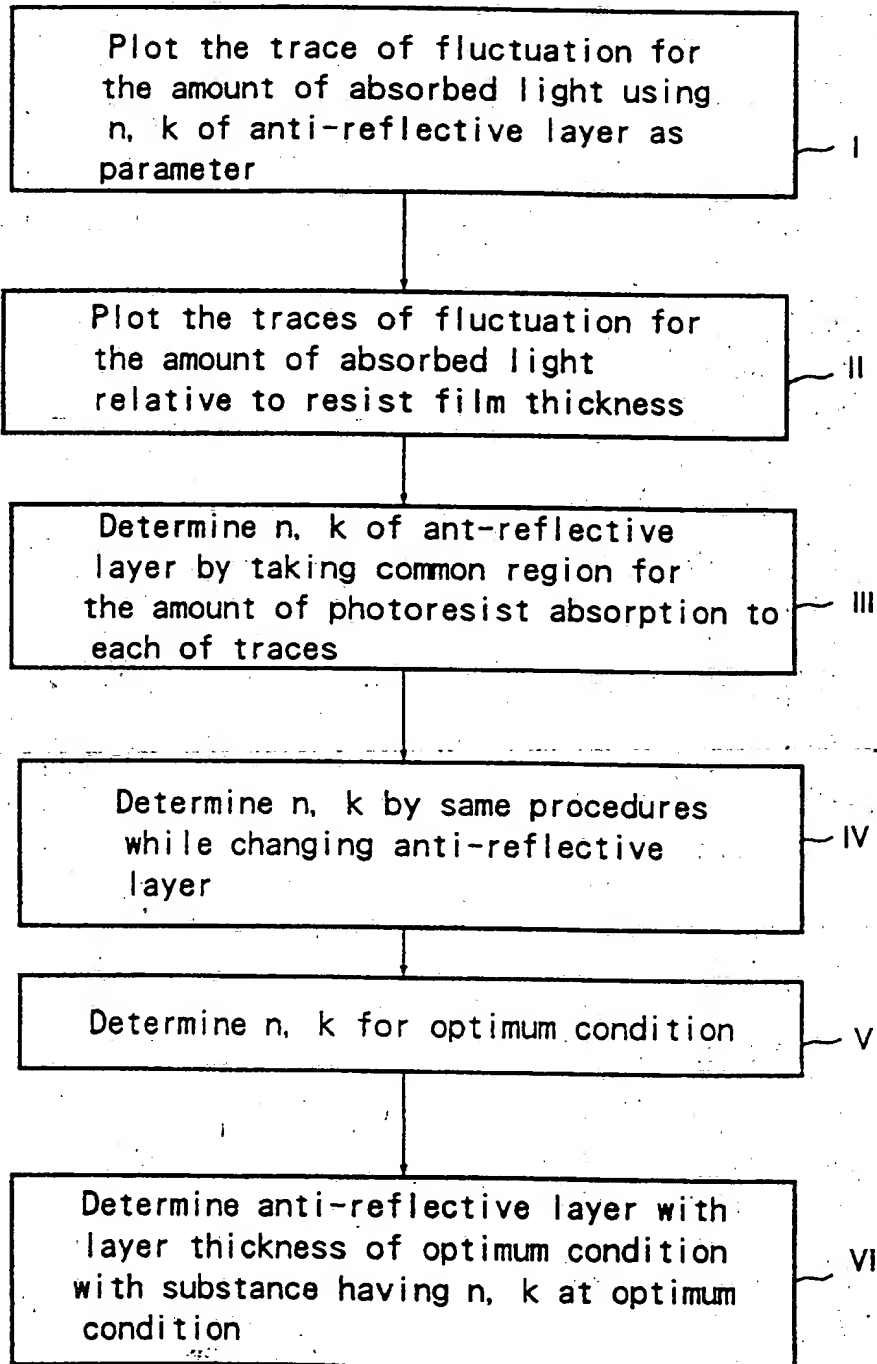 Plot the trace of fluctuation for
the amount of absorbed light using
n, k of anti-reflective layer as
parameter
I
Plot the traces of fluctuation for
the amount of absorbed light
relative to resist film thickness
II
Determine n, k of ant-reflective
layer by taking common region for
the amount of photoresist absorption to
each of traces
III
Determine n, k by same procedures
while changing anti-reflective
layer
IV
Determine n, k for optimum condition
V
Determine anti-reflective layer with
layer thickness of optimum condition
with substance having n, k at optimum
condition
VI